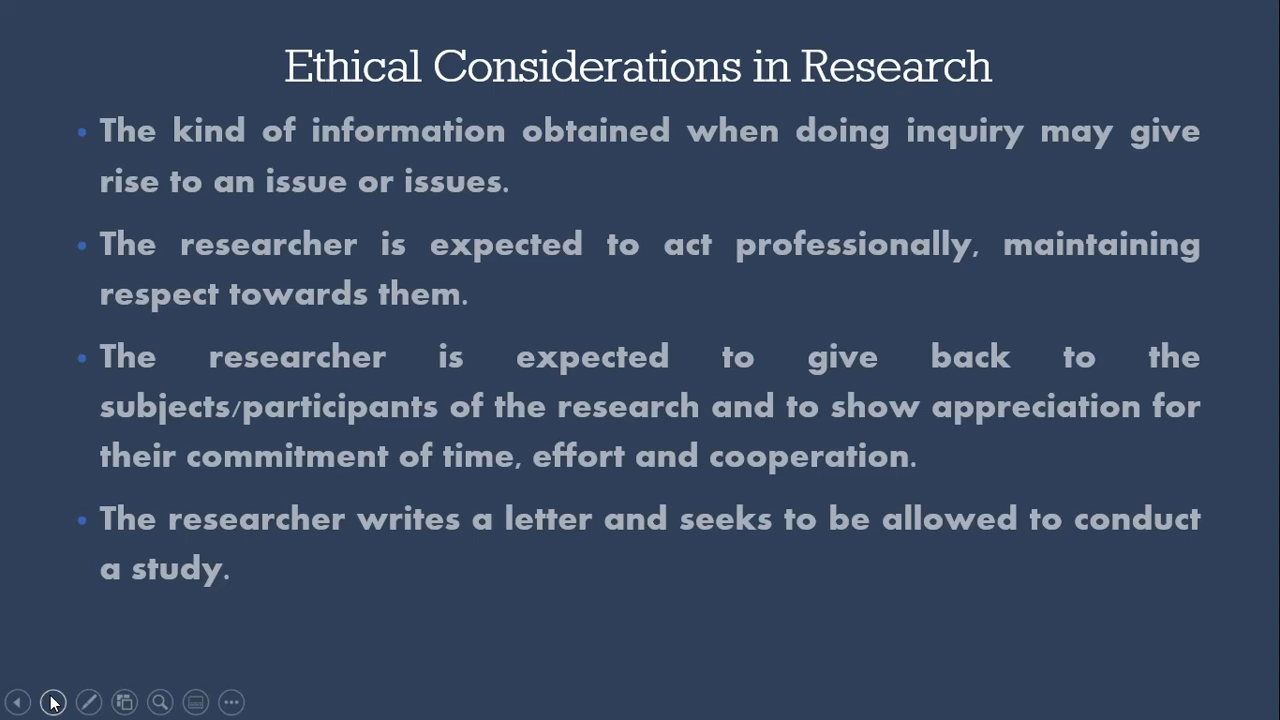 Ethical Considerations in Research
• The kind of information obtained when doing inquiry may give
rise to an issue or issues.
• The researcher is expected to act professionally, maintaining
respect towards them.
• The researcher is expected to give back to the
subjects/participants of the research and to show appreciation for
their commitment of time, effort and cooperation.
• The researcher writes a letter and seeks to be allowed to conduct
a study.